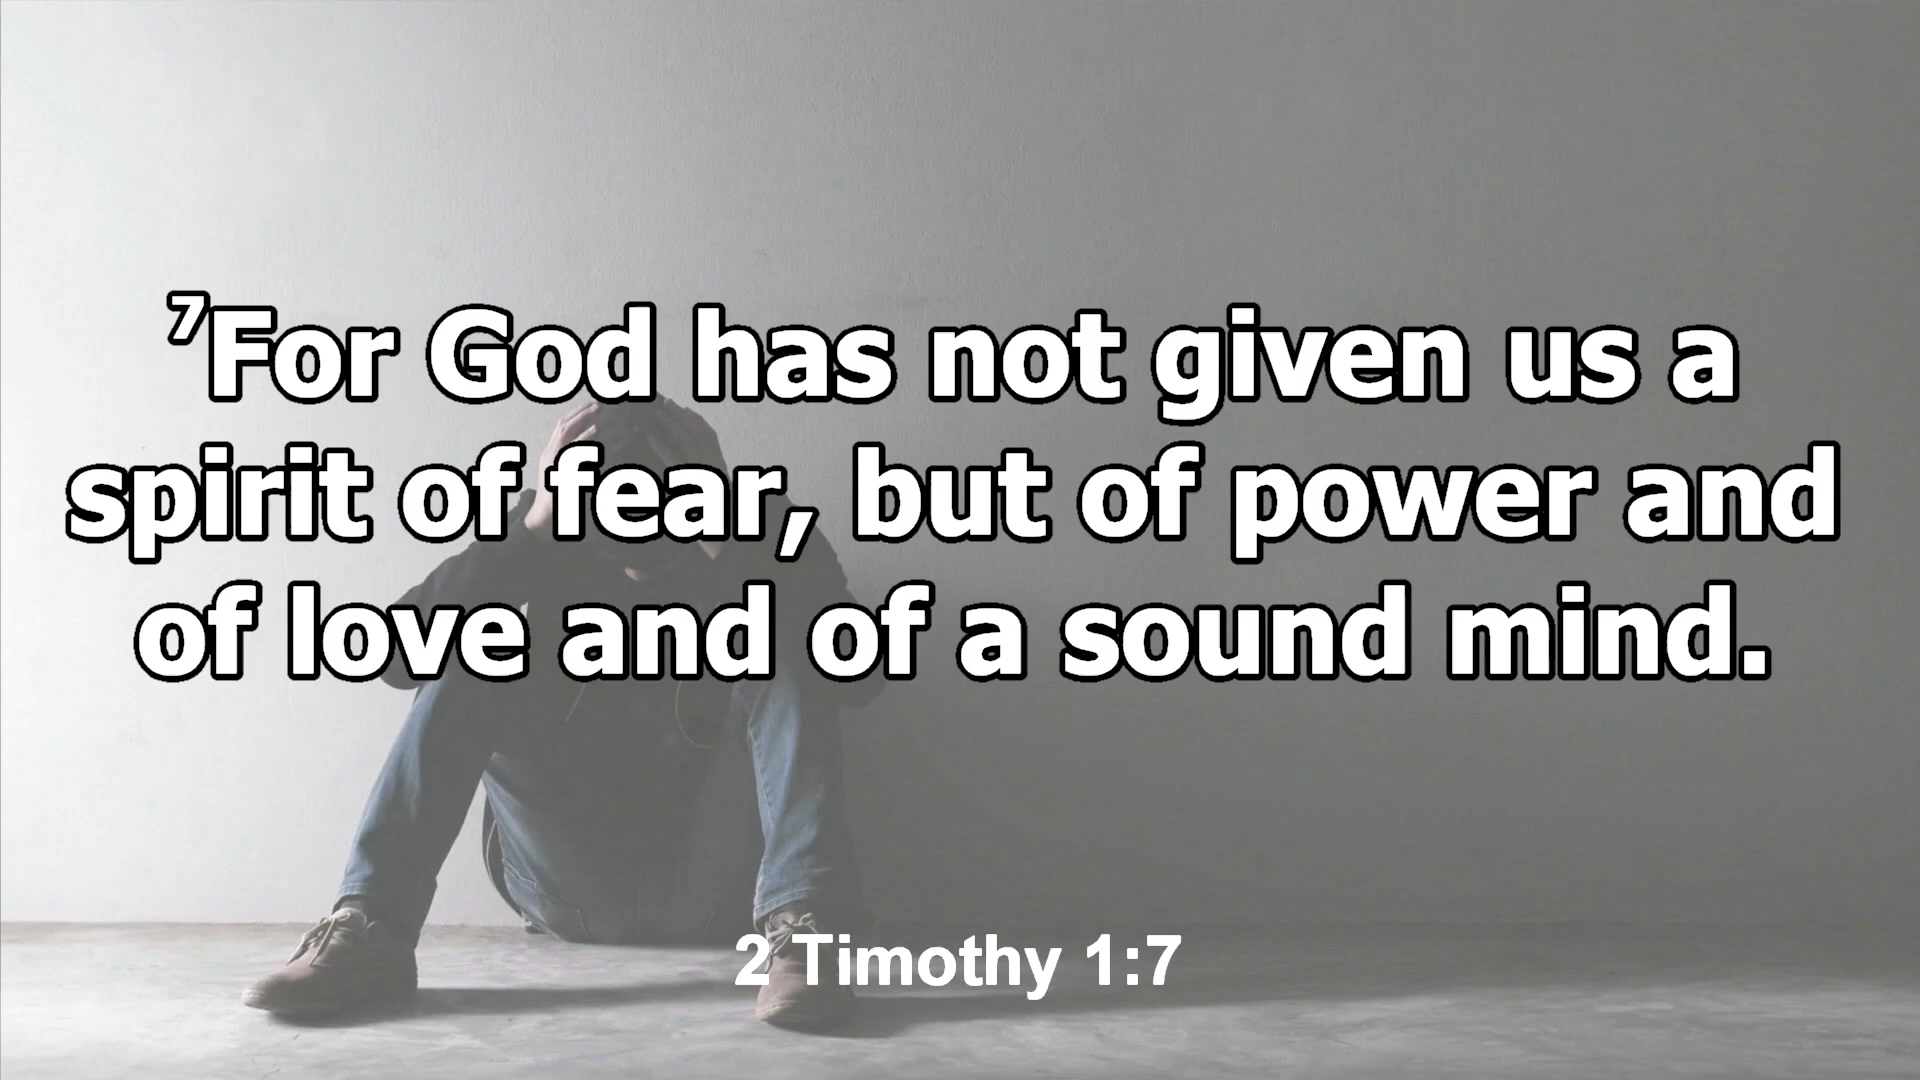 ⁷For God has not given us a
spirit of fear, but of power and
of love and of a sound mind.
2 Timothy 1:7